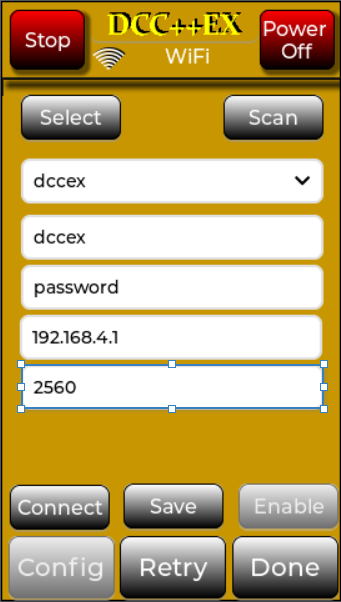 Stop
DCC++EX
WiFi
Power
Off
Select
Scan
dccex
dccex
password
192.168.4.1
2560
Connect
Save
Enable
Config
Retry
Done